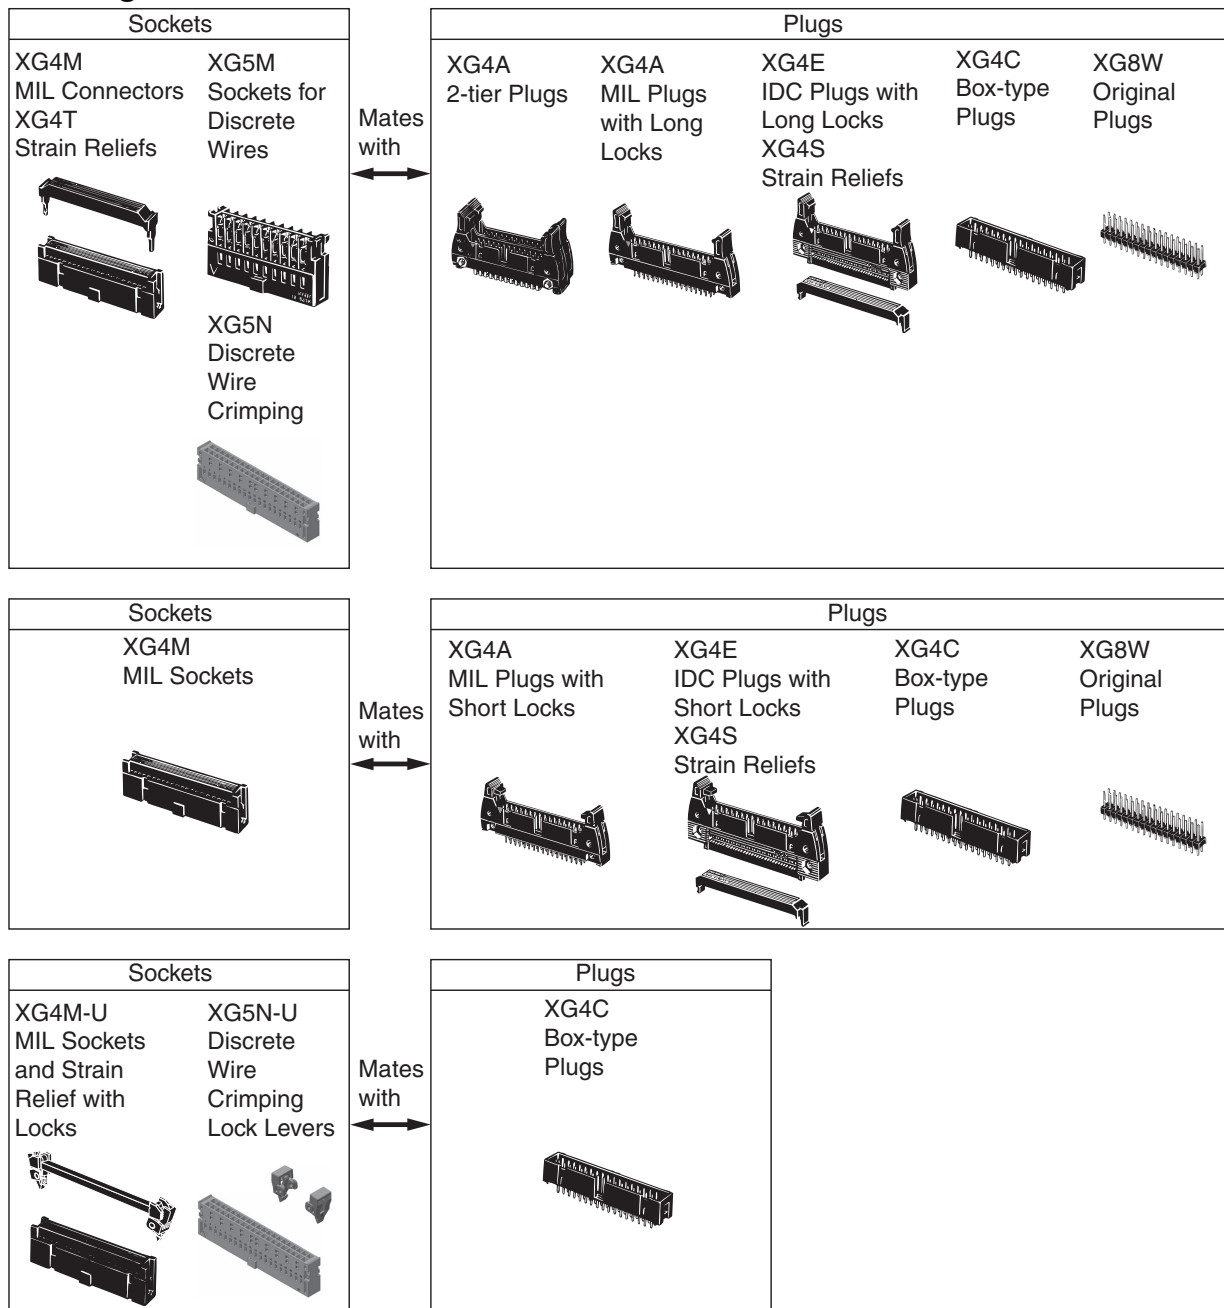 Sockets
XG4M
MIL Connectors
XG4T
Strain Reliefs
XG5M
Sockets for
Discrete
Wires
XG5N
Discrete
Wire
Crimping
Mates
with
Plugs
XG4A
2-tier Plugs
XG4A
MIL Plugs
with Long
Locks
XG4E
IDC Plugs with
Long Locks
XG4S
Strain Reliefs
XG4C
Box-type
Plugs
XG8W
Original
Plugs
Sockets
XG4M
MIL Sockets
Mates
with
Plugs
XG4A
MIL Plugs with
Short Locks
XG4E
IDC Plugs with
Short Locks
XG4S
Strain Reliefs
XG4C
Box-type
Plugs
XG8W
Original
Plugs
Sockets
XG4M-U
MIL Sockets
and Strain
Relief with
Locks
XG5N-U
Discrete
Wire
Crimping
Lock Levers
Mates
with
Plugs
XG4C
Box-type
Plugs